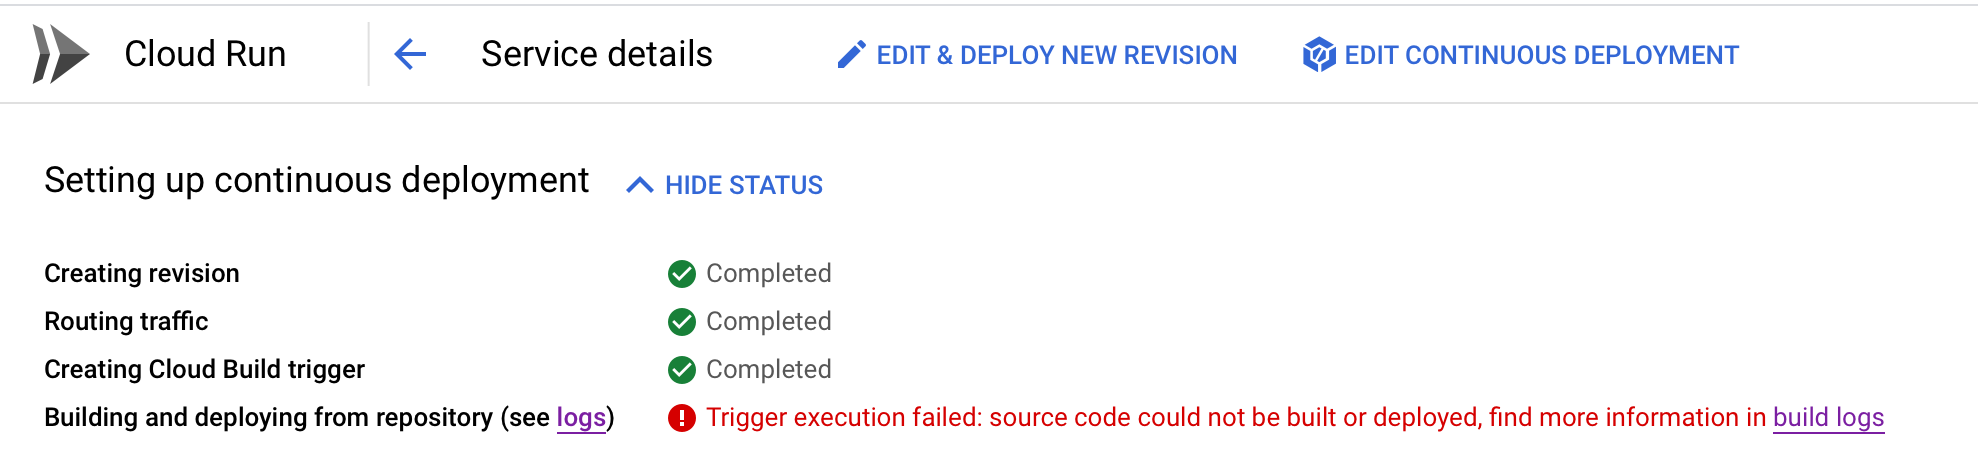 Cloud Run Service details EDIT & DEPLOY NEW REVISION EDIT CONTINUOUS DEPLOYMENT
Setting up continuous deployment HIDE STATUS
Creating revision Completed
Routing traffic Completed
Creating Cloud Build trigger Completed
Building and deploying from repository (see logs) Trigger execution failed: source code could not be built or deployed, find more information in build logs